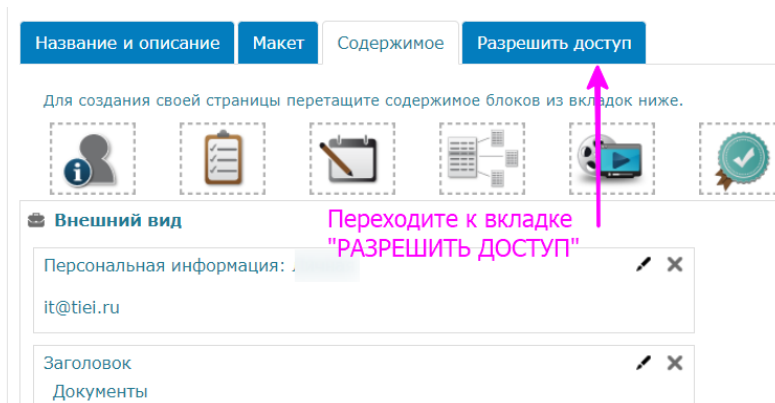 Название и описание
Макет
Содержимое
Разрешить доступ
Для создания своей страницы перетащите содержимое блоков из вкладок ниже.
Внешний вид
Переходите к вкладке
"РАЗРЕШИТЬ ДОСТУП"
Персональная информация:
it@tiei.ru
Заголовок
Документы